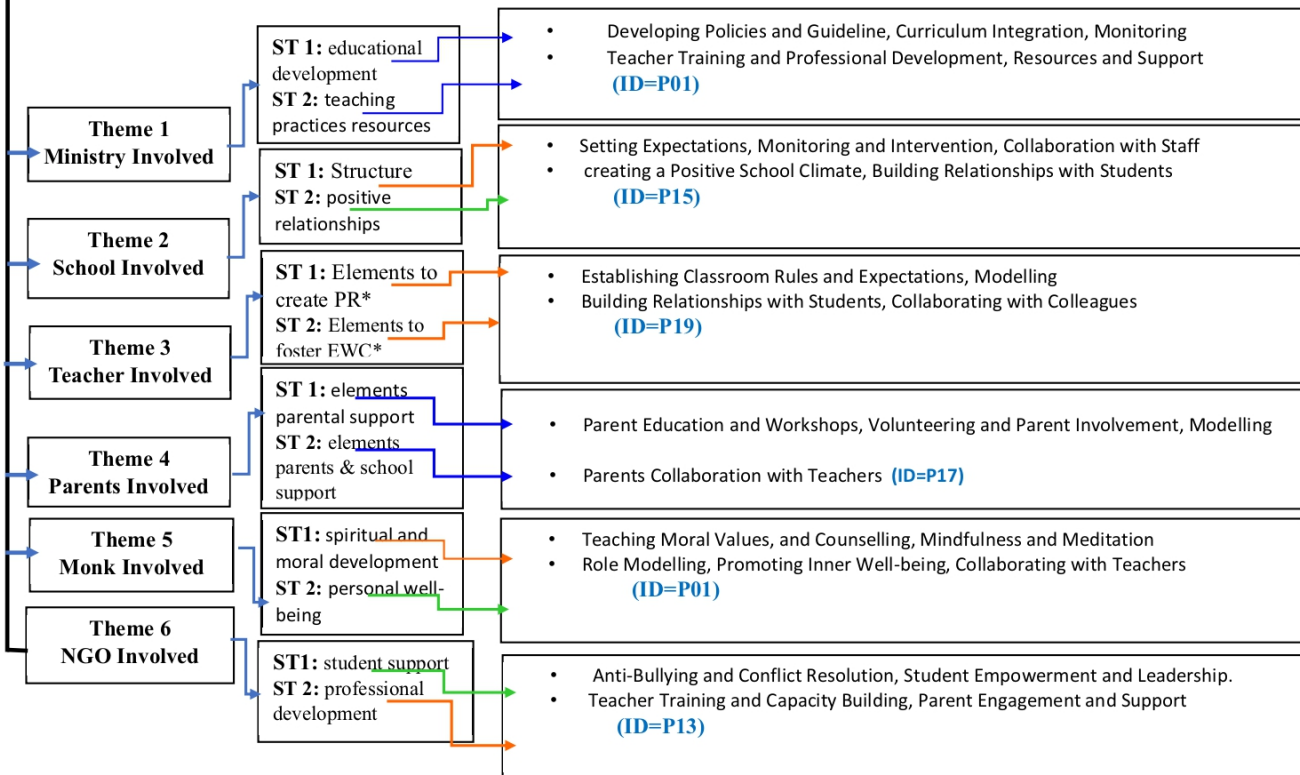 Theme 1
Ministry Involved
ST 1: educational
development
ST 2: teaching
practices resources
• Developing Policies and Guideline, Curriculum Integration, Monitoring
• Teacher Training and Professional Development, Resources and Support
(ID=P01)
Theme 2
School Involved
ST 1: Structure
ST 2: positive
relationships
• Setting Expectations, Monitoring and Intervention, Collaboration with Staff
• creating a Positive School Climate, Building Relationships with Students
(ID=P15)
Theme 3
Teacher Involved
ST 1: Elements to
create PR*
ST 2: Elements to
foster EWC*
• Establishing Classroom Rules and Expectations, Modelling
• Building Relationships with Students, Collaborating with Colleagues
(ID=P19)
Theme 4
Parents Involved
ST 1: elements
parental support
ST 2: elements
parents & school
support
• Parent Education and Workshops, Volunteering and Parent Involvement, Modelling
• Parents Collaboration with Teachers (ID=P17)
Theme 5
Monk Involved
ST1: spiritual and
moral development
ST 2: personal well-
being
• Teaching Moral Values, and Counselling, Mindfulness and Meditation
• Role Modelling, Promoting Inner Well-being, Collaborating with Teachers
(ID=P01)
Theme 6
NGO Involved
ST1: student support
ST 2: professional
development
• Anti-Bullying and Conflict Resolution, Student Empowerment and Leadership.
• Teacher Training and Capacity Building, Parent Engagement and Support
(ID=P13)